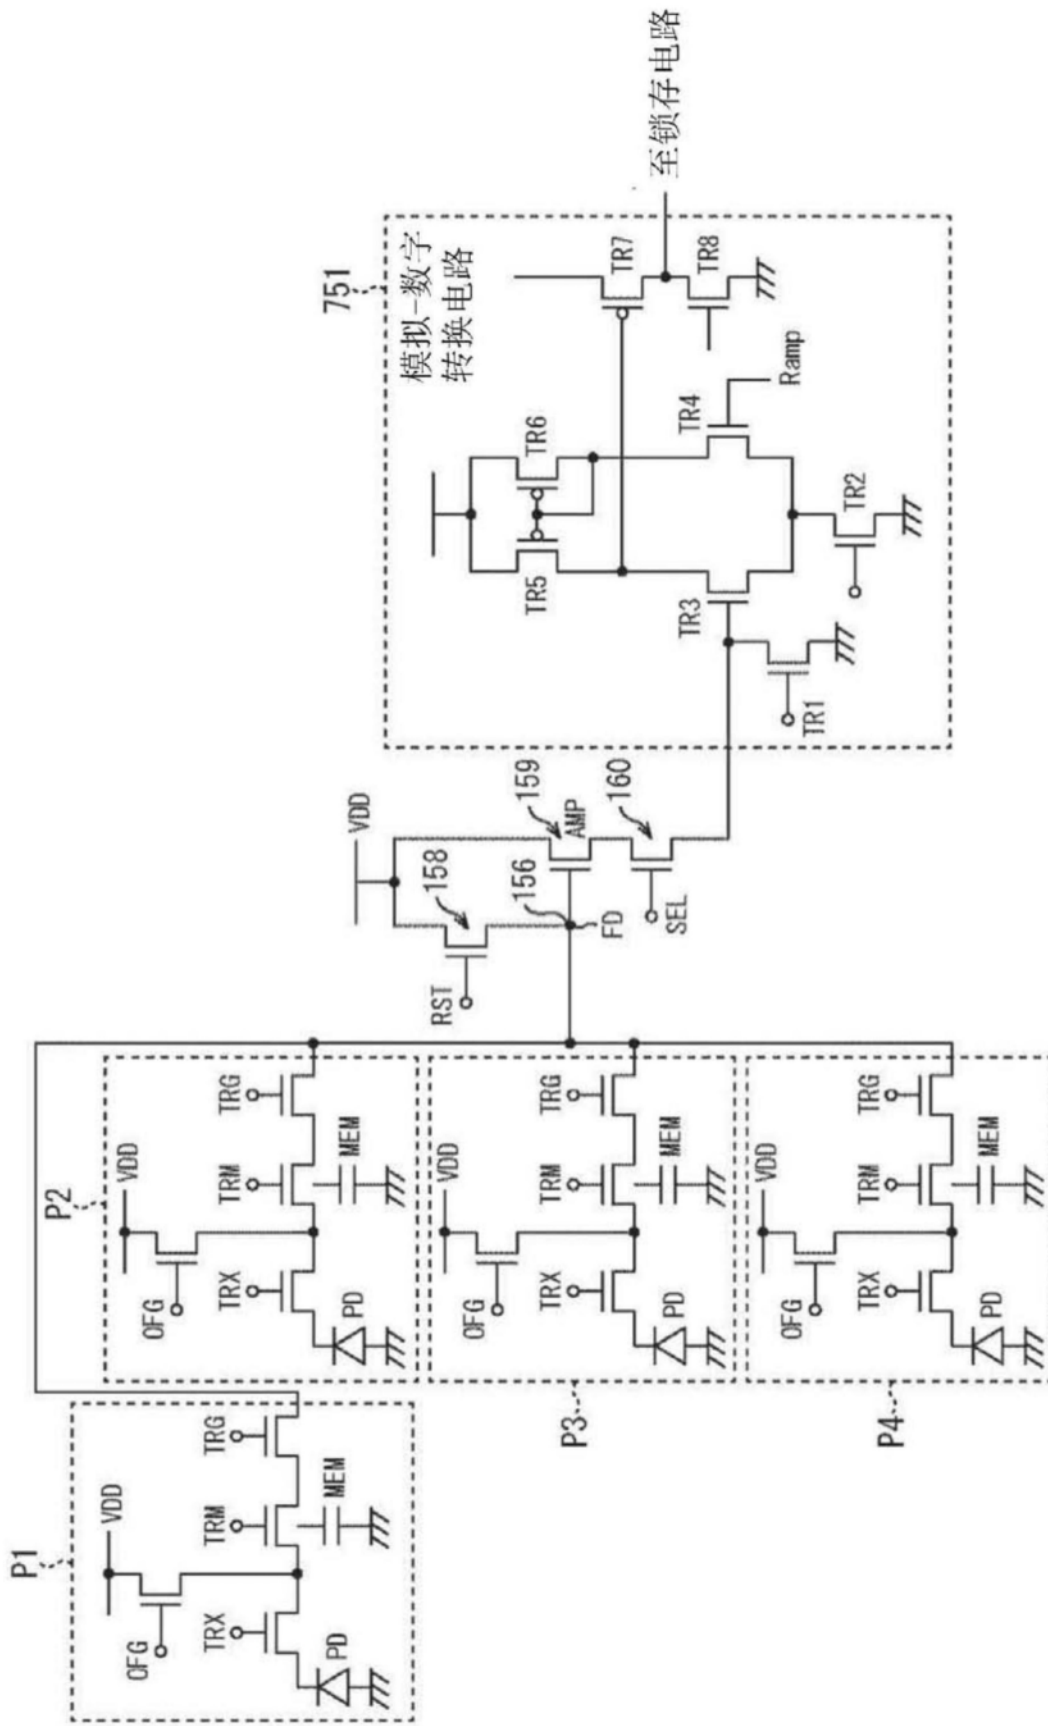 P1
VDD
OFG
TRX
TRM
TRG
MEM
PD
P2
VDD
OFG
TRX
TRM
TRG
MEM
PD
P3
VDD
OFG
TRX
TRM
TRG
MEM
PD
P4
VDD
OFG
TRX
TRM
TRG
MEM
PD
VDD
RST
158
159
AMP
156
FD
160
SEL
751
模拟-数字
转换电路
TR5
TR6
TR7
TR8
TR3
TR4
Ramp
TR1
TR2
至锁存电路